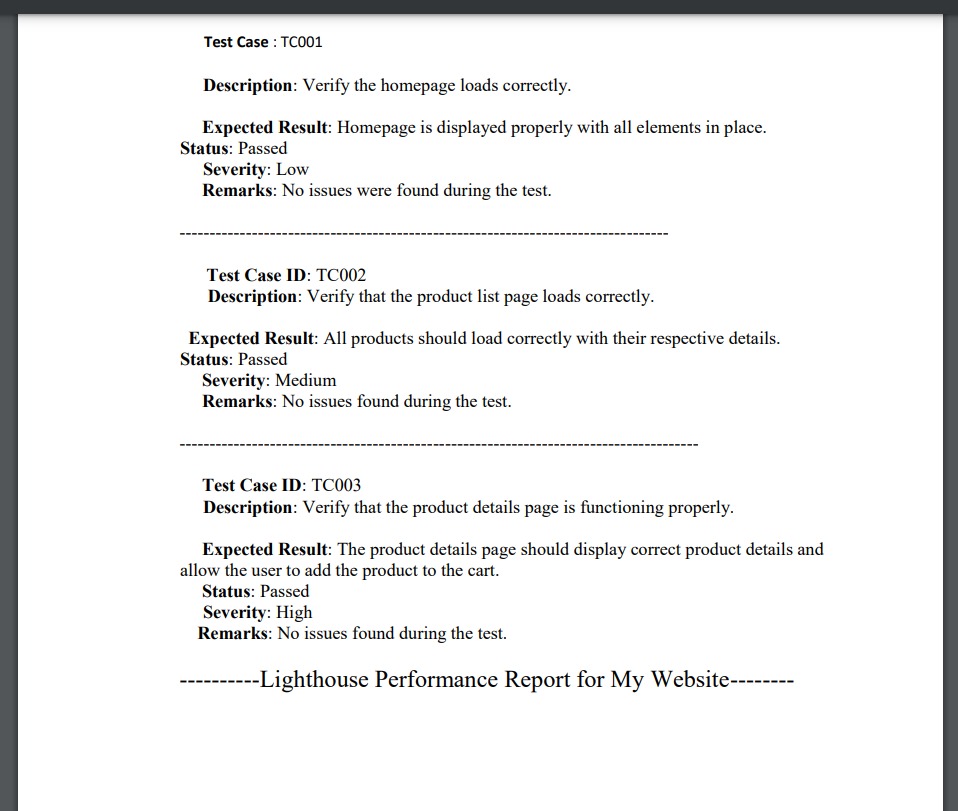 Test Case : TC001
Description: Verify the homepage loads correctly.
Expected Result: Homepage is displayed properly with all elements in place.
Status: Passed
Severity: Low
Remarks: No issues were found during the test.
----------------------------------------------------------------------------------
Test Case ID: TC002
Description: Verify that the product list page loads correctly.
Expected Result: All products should load correctly with their respective details.
Status: Passed
Severity: Medium
Remarks: No issues found during the test.
---------------------------------------------------------------------------------------
Test Case ID: TC003
Description: Verify that the product details page is functioning properly.
Expected Result: The product details page should display correct product details and
allow the user to add the product to the cart.
Status: Passed
Severity: High
Remarks: No issues found during the test.
----------Lighthouse Performance Report for My Website--------